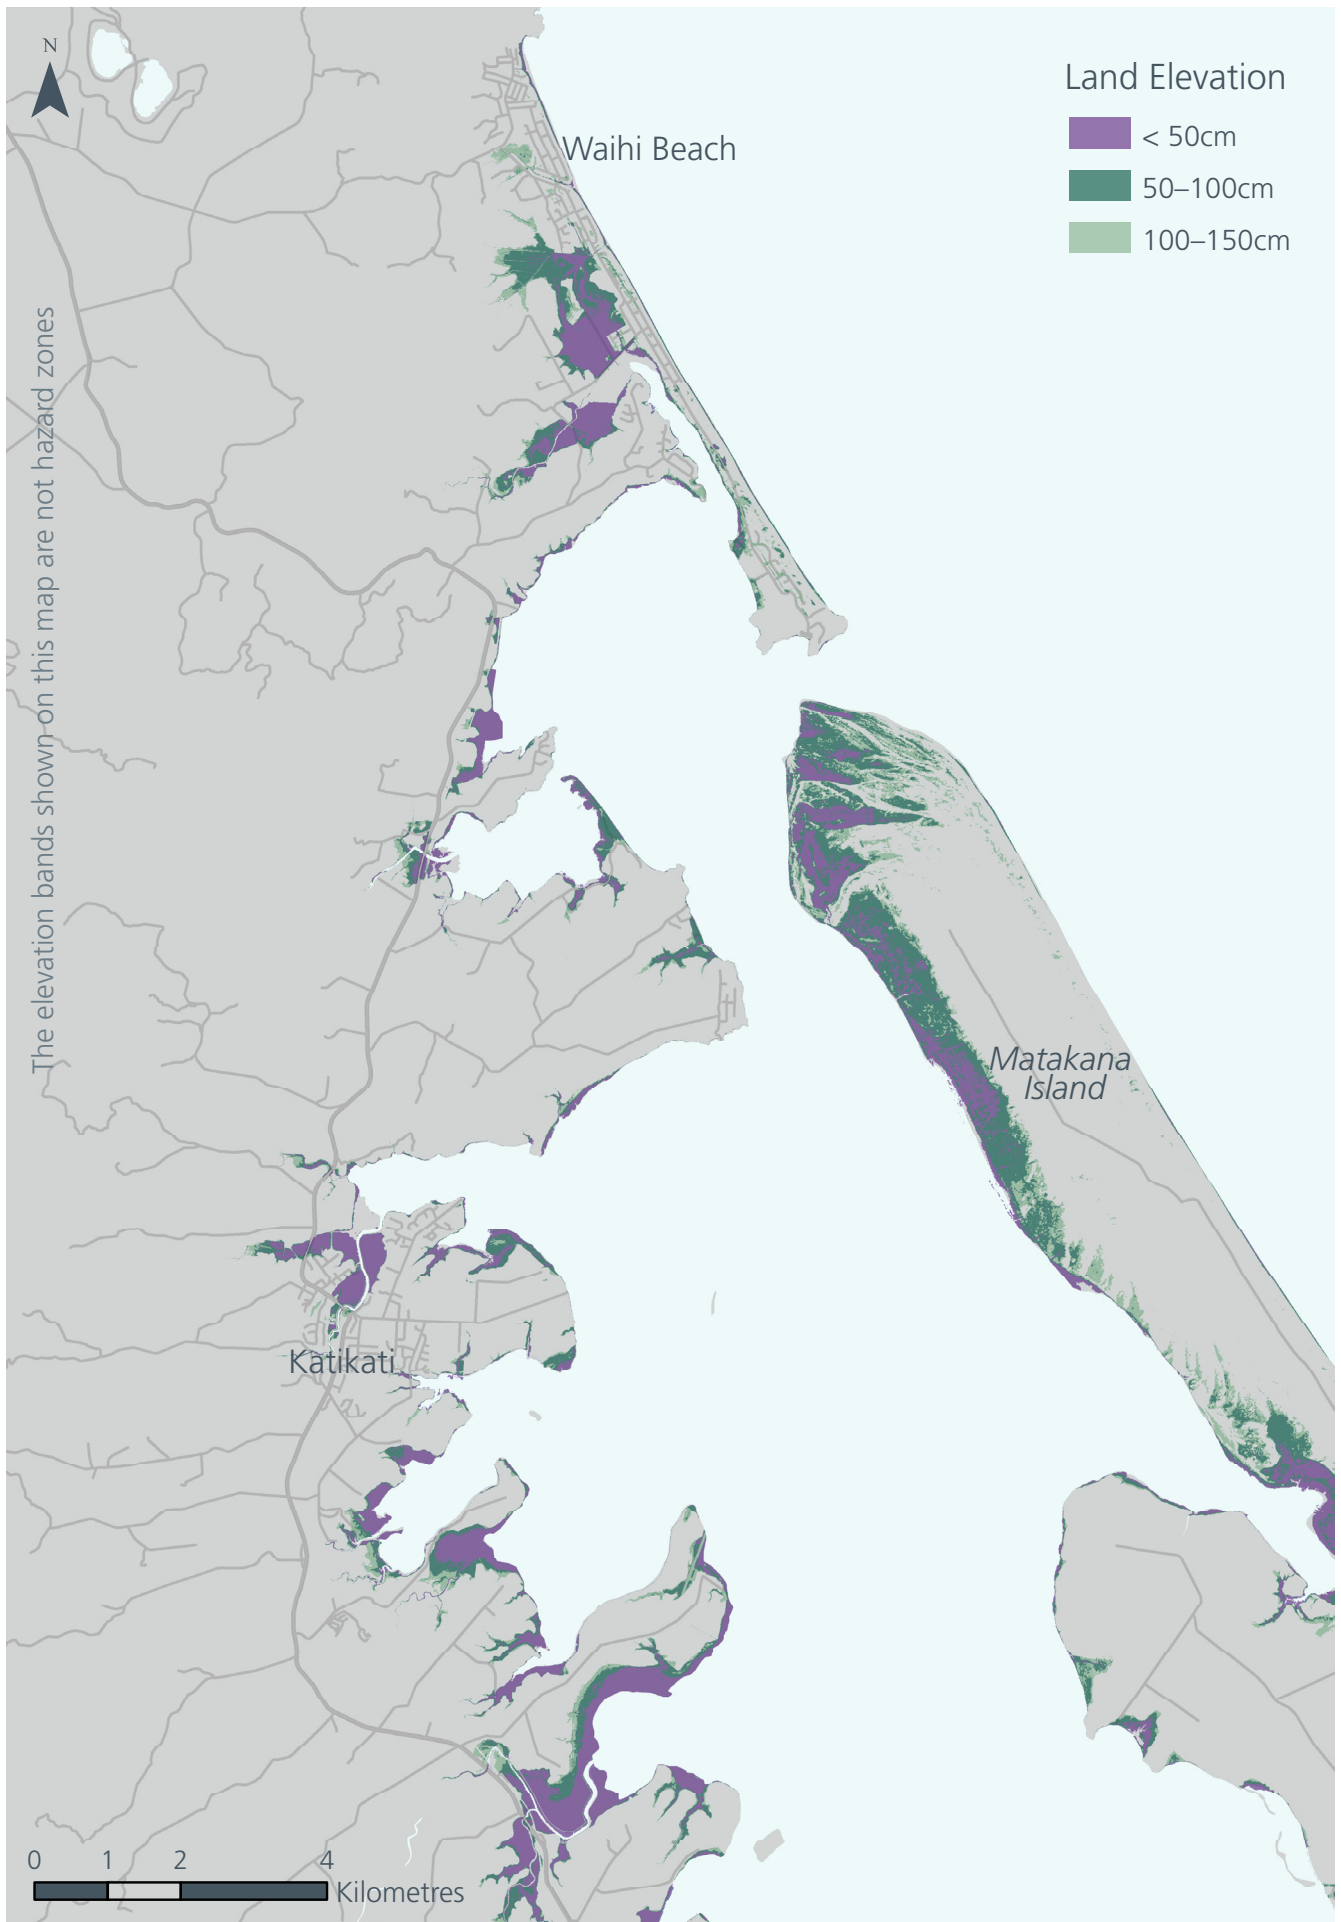 N
Land Elevation
< 50cm
50–100cm
100–150cm
Waihi Beach
The elevation bands shown on this map are not hazard zones
Matakana
Island
Katikati
0 1 2 4
Kilometres